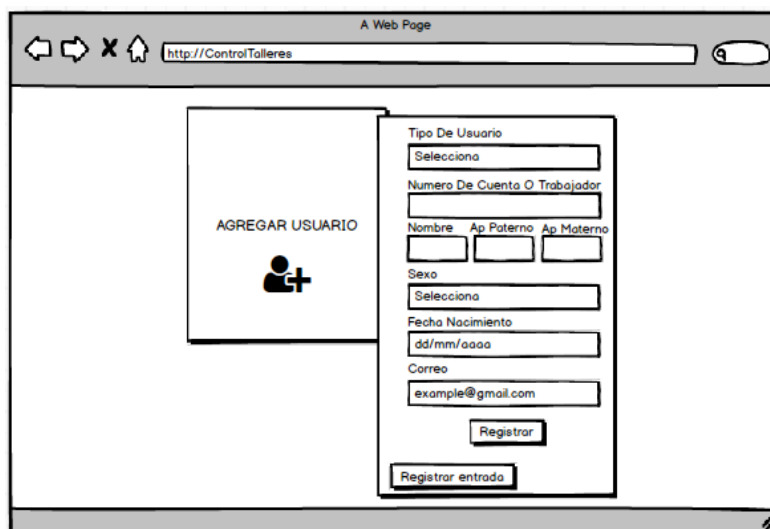 A Web Page
http://ControlTalleres
AGREGAR USUARIO
Tipo De Usuario
Selecciona
Numero De Cuenta O Trabajador
Nombre Ap Paterno Ap Materno
Sexo
Selecciona
Fecha Nacimiento
dd/mm/aaaa
Correo
example@gmail.com
Registrar
Registrar entrada